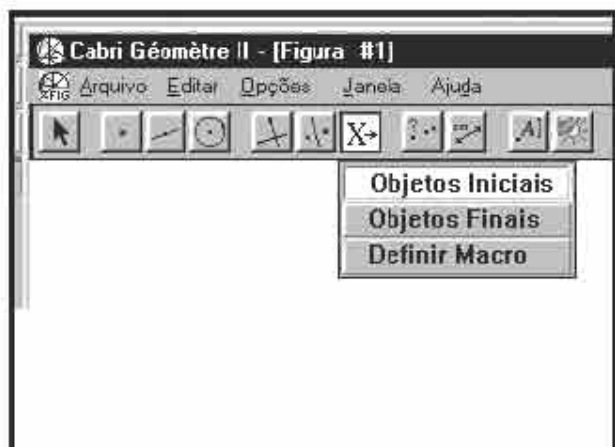 Cabri Géomètre II - [Figura #1]
Arquivo Editar Opções Janela Ajuda
X
A
Objetos Iniciais
Objetos Finais
Definir Macro